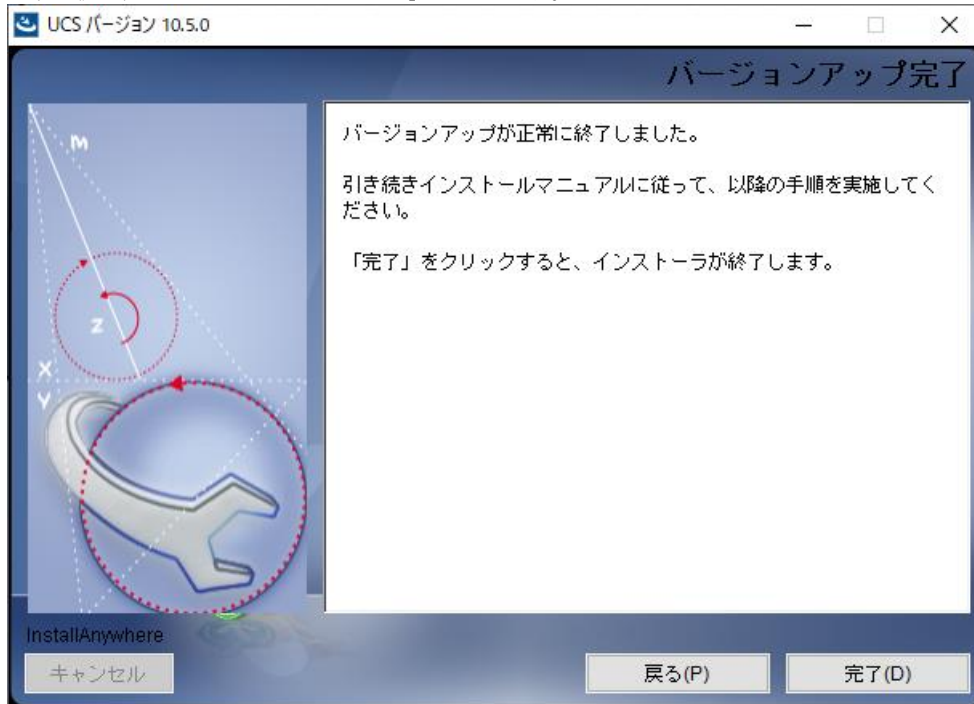 UCS バージョン 10.5.0
バージョンアップ完了
バージョンアップが正常に終了しました。
引き続きインストールマニュアルに従って、以降の手順を実施してく
ださい。
「完了」をクリックすると、インストーラが終了します。
M
Z
X
Y
InstallAnywhere
キャンセル
戻る(P)
完了(D)